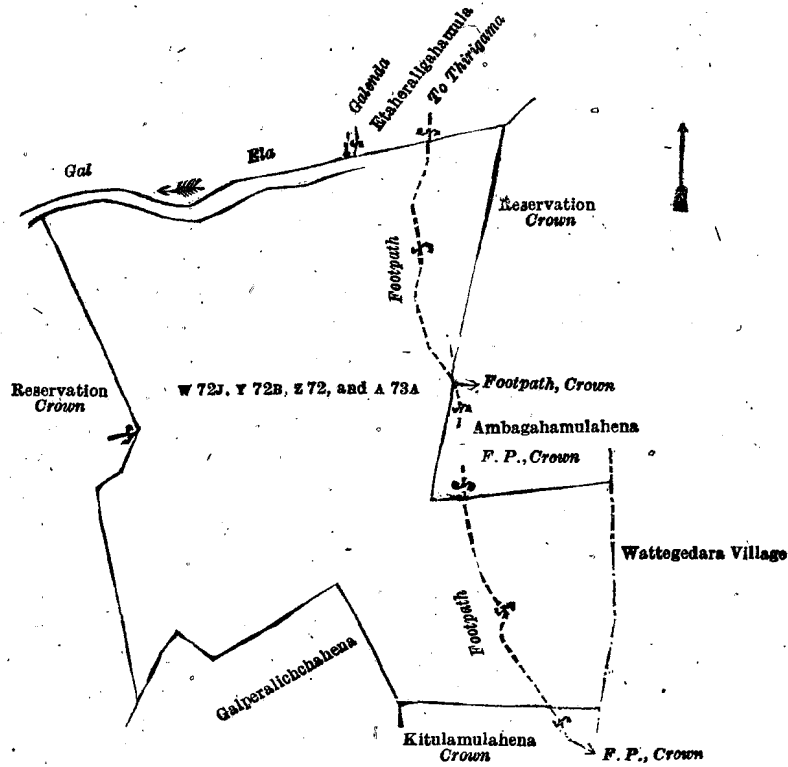 Galenda
Etaheraligahamula
To Thirigama
Gal
Ela
Reservation
Crown
Footpath
Reservation
Crown
W 72J, Y 72B, Z 72, and A 73A
Footpath, Crown
Ambagahamulahena
F. P., Crown
Wattegedara Village
Footpath
Galperalichchahena
Kitulamulahena
Crown
F. P., Crown